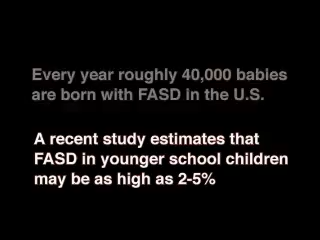 Every year roughly 40,000 babies
are born with FASD in the U.S.
A recent study estimates that
FASD in younger school children
may be as high as 2-5%